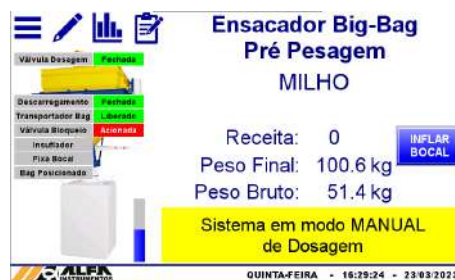 Ensacador Big-Bag
Pré Pesagem
MILHO
Válvula Dosagem Fechada
Descarregamento Fechada
Transportador Bag Liberado
Válvula Bloqueio Acionada
Insuflador
Fixa Bocal
Bag Posicionado
Receita: 0
Peso Final: 100.6 kg
Peso Bruto: 51.4 kg
INFLAR
BOCAL
Sistema em modo MANUAL
de Dosagem
ALFA
INSTRUMENTOS
QUINTA-FEIRA - 16:29:24 - 23/03/2023